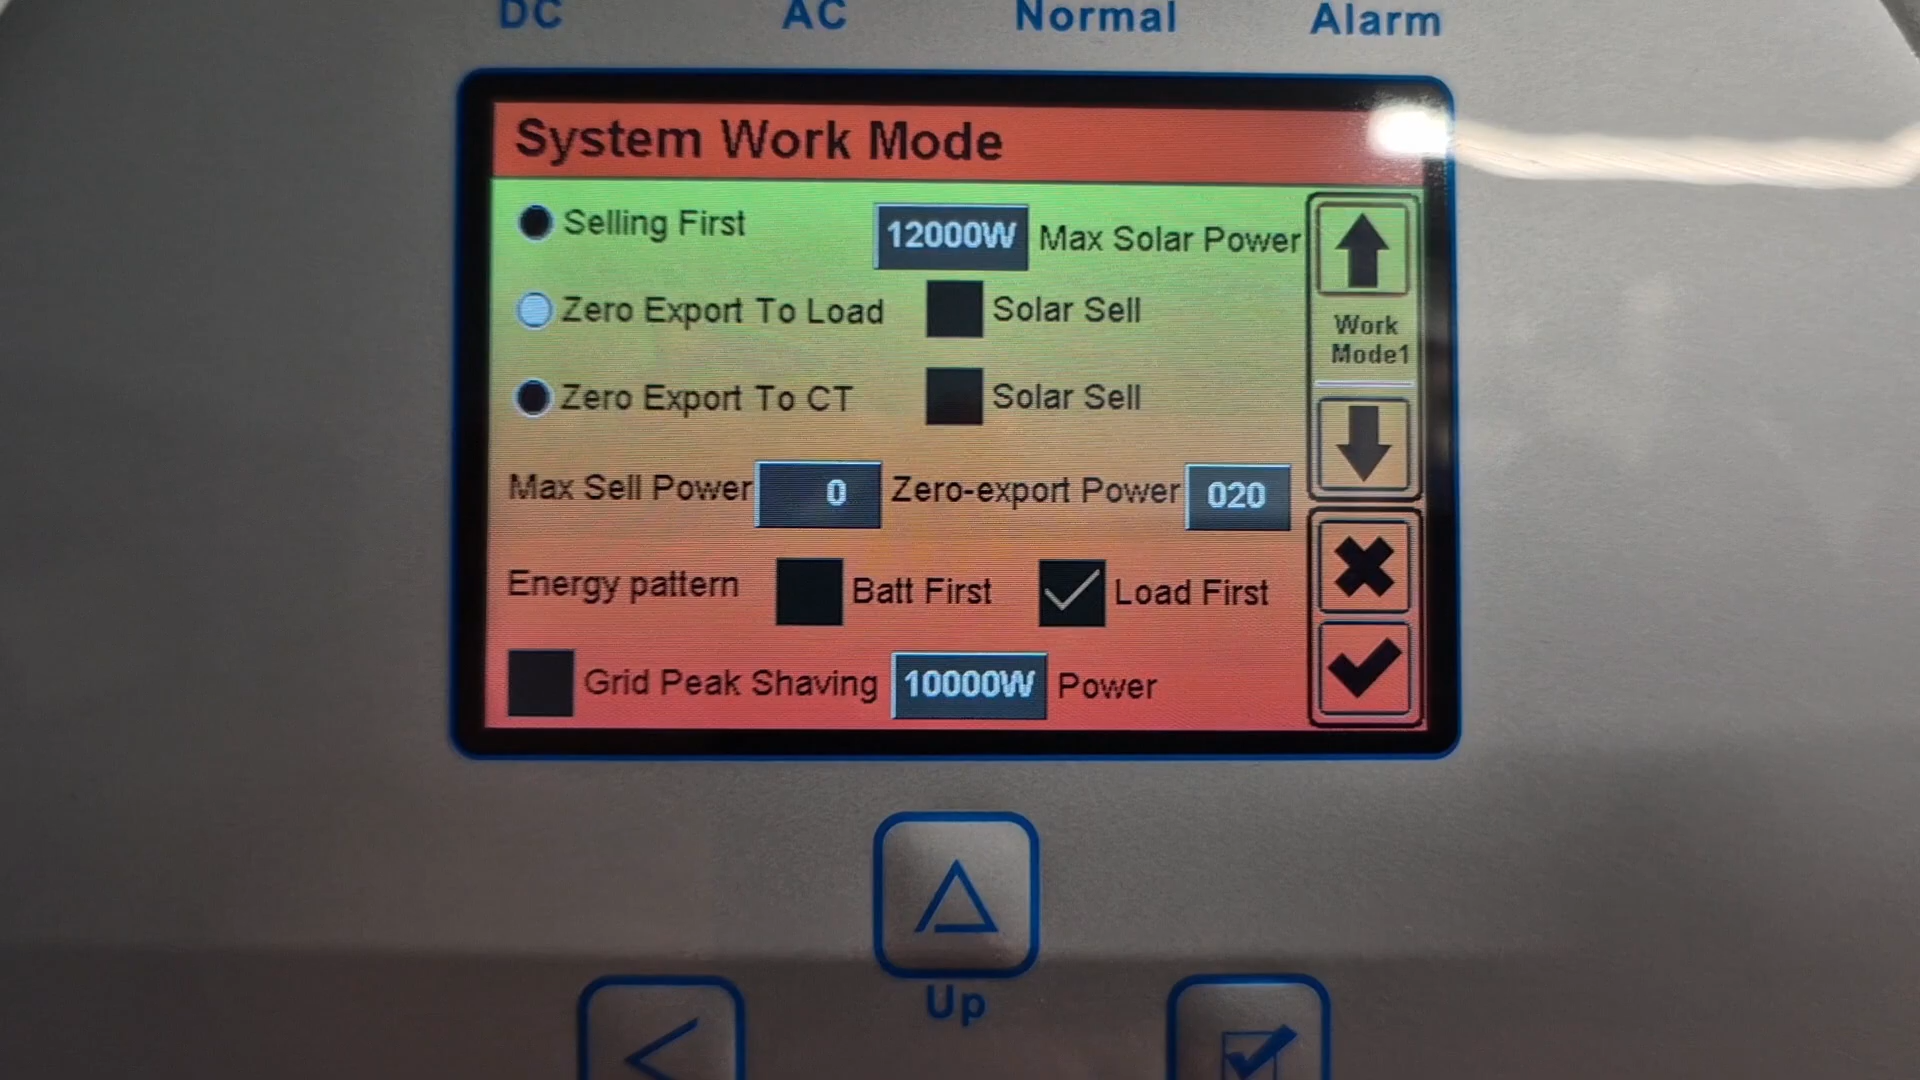 DC AC Normal Alarm
System Work Mode
Selling First 12000W Max Solar Power
Zero Export To Load Solar Sell
Work
Mode1
Zero Export To CT Solar Sell
Max Sell Power 0 Zero-export Power 020
Energy pattern Batt First Load First
Grid Peak Shaving 10000W Power
Up